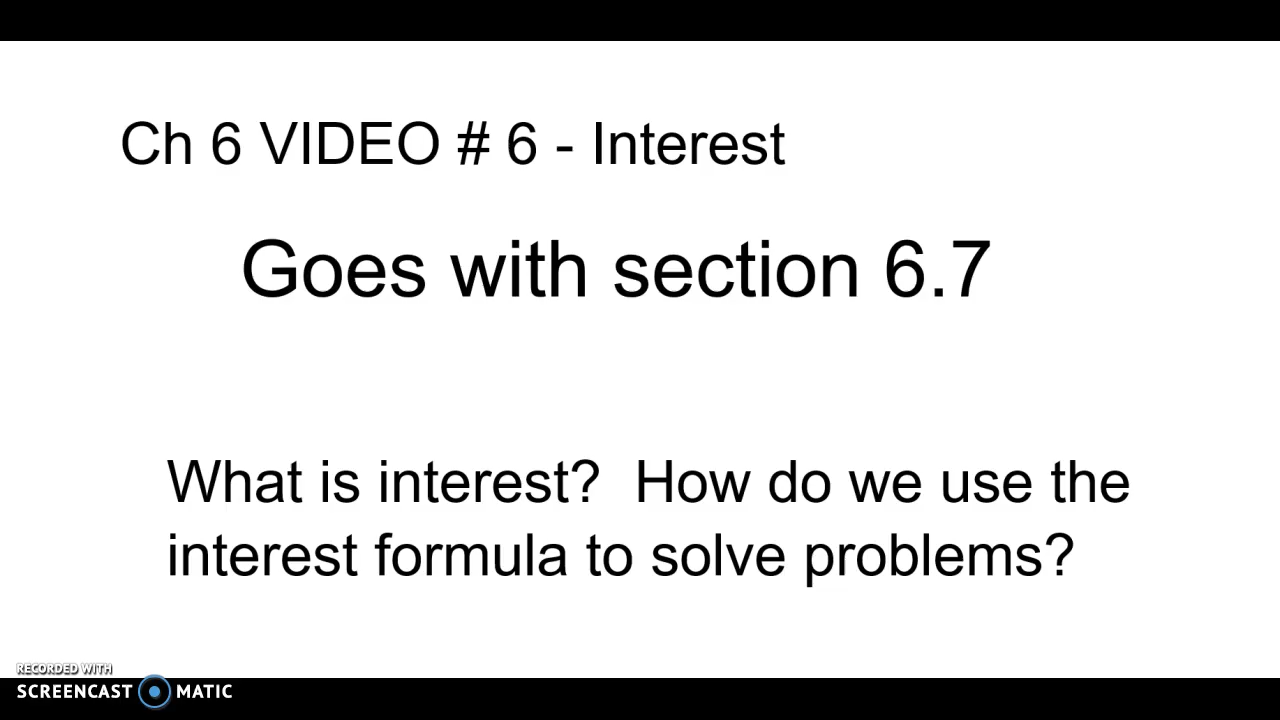 Ch 6 VIDEO # 6 - Interest
Goes with section 6.7
What is interest?  How do we use the
interest formula to solve problems?
RECORDED WITH
SCREENCAST MATIC